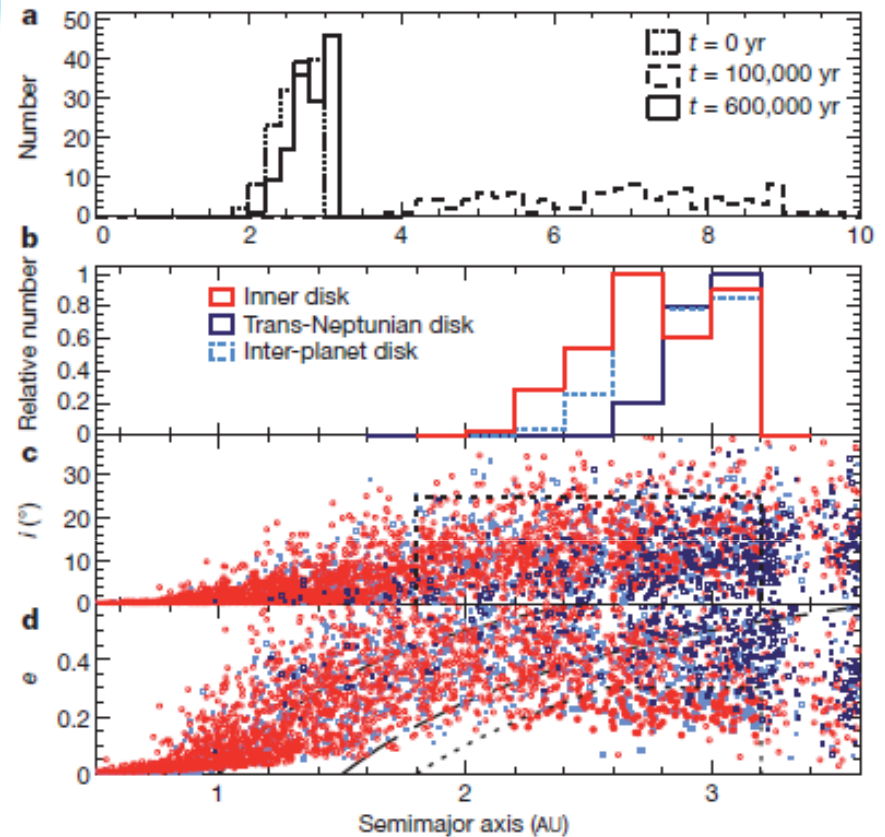 a
50
40
30
20
10
0
Number
t = 0 yr
t = 100,000 yr
t = 600,000 yr
0 2 4 6 8 10
b
1
0.8
0.6
0.4
0.2
0
Relative number
Inner disk
Trans-Neptunian disk
Inter-planet disk
c
30
20
10
0
i (°)
d
0.4
0.2
0
e
1 2 3
Semimajor axis (AU)